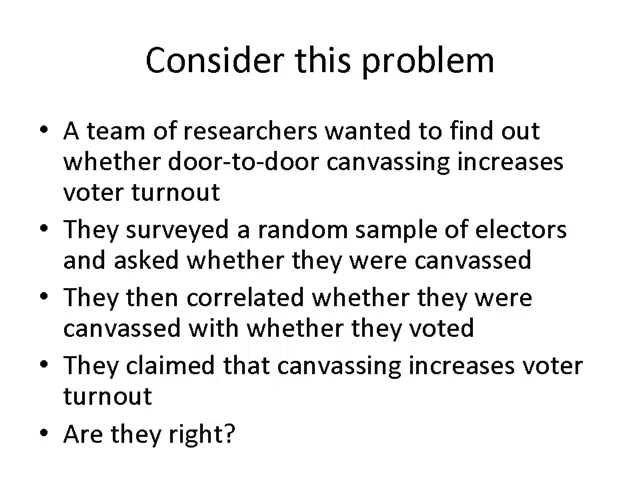 Consider this problem
• A team of researchers wanted to find out
whether door-to-door canvassing increases
voter turnout
• They surveyed a random sample of electors
and asked whether they were canvassed
• They then correlated whether they were
canvassed with whether they voted
• They claimed that canvassing increases voter
turnout
• Are they right?